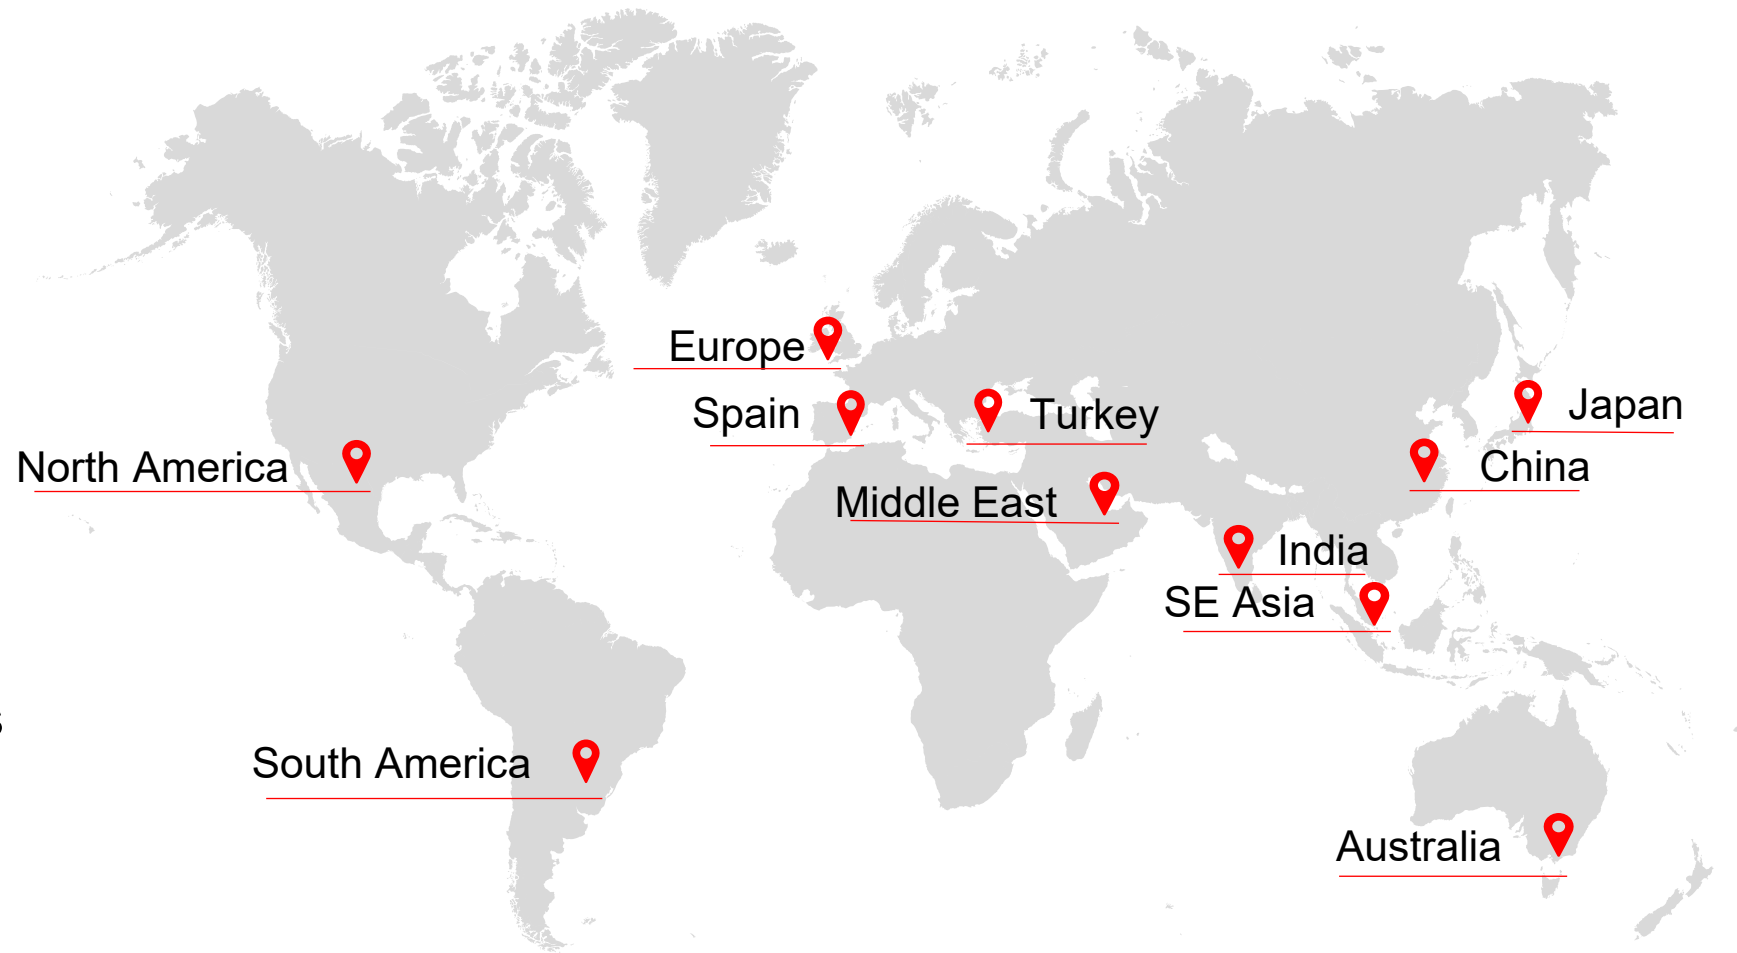 Europe
Spain
Turkey
Japan
North America
China
Middle East
India
SE Asia
South America
Australia